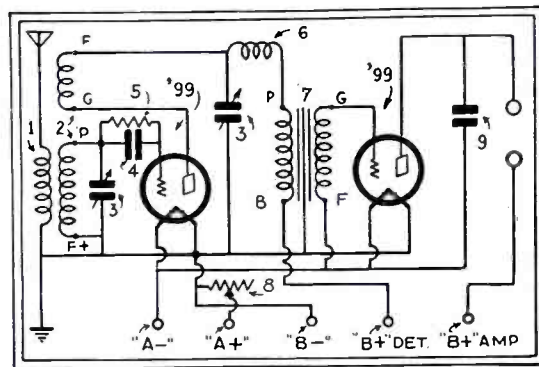 F
6
5)
'99)
'99
G
P
7
G
1
2
P
4
3
3
9
B
F
F+
8
"A-"
"A+"
"B-"
"B+" DET.
"B+" AMP